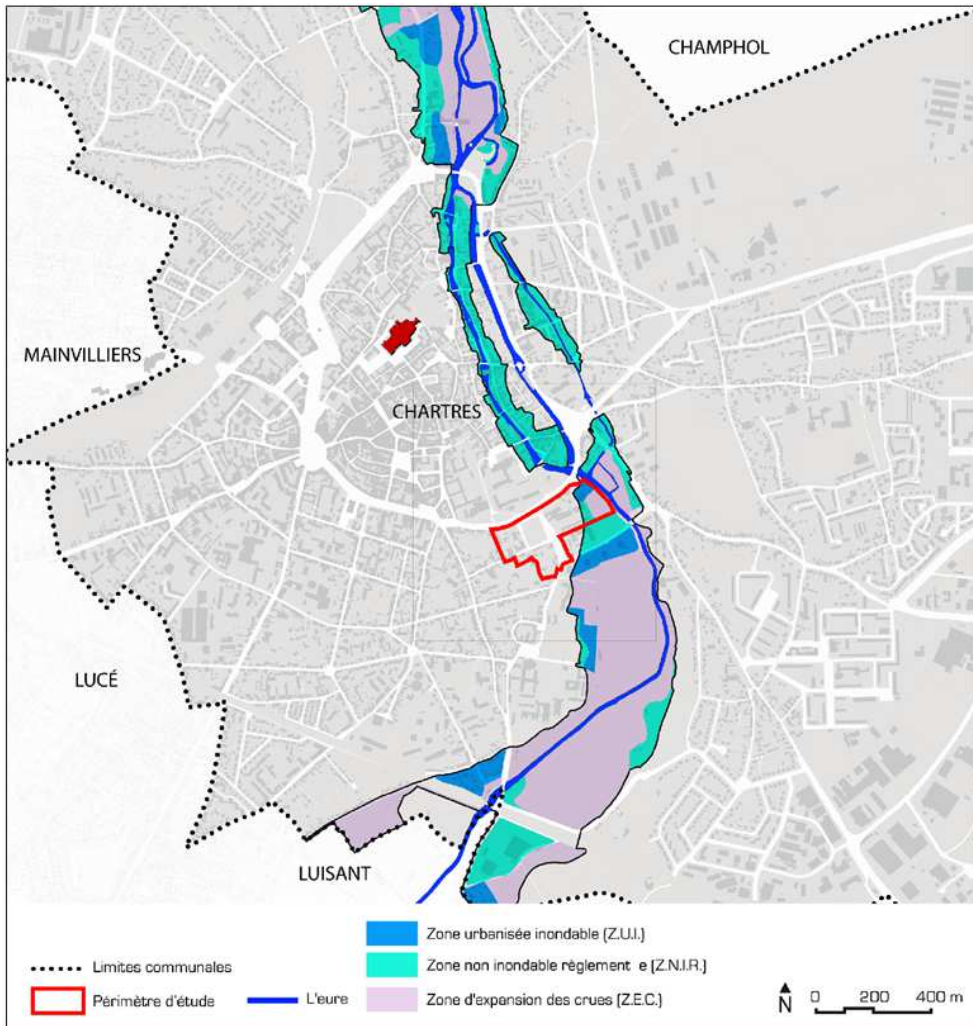 CHAMPHOL
MAINVILLIERS
CHARTRES
LUCÉ
LUISANT
Zone urbanisée inondable (Z.U.I.)
Limites communales
Zone non inondable règlement e (Z.N.I.R.)
Périmètre d'étude
L'eure
Zone d'expansion des crues (Z.E.C.)
N
0 200 400 m